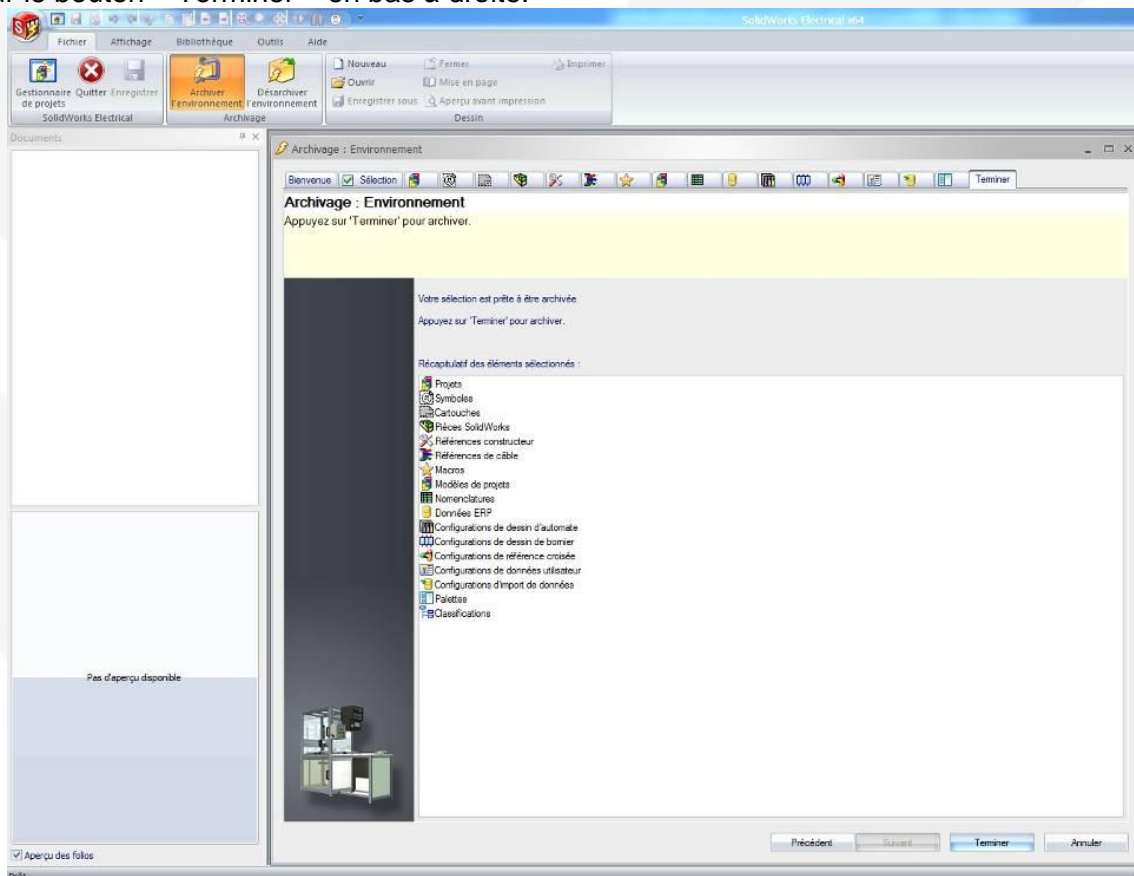 le bouton « Terminer » en bas à droite.
SolidWorks Electrical x64
Fichier Affichage Bibliothèque Outils Aide
Gestionnaire de projets
Quitter
Enregistrer
Archiver l'environnement
Désarchiver l'environnement
Nouveau
Ouvrir
Enregistrer sous
Fermer
Mise en page
Aperçu avant impression
Imprimer
SolidWorks Electrical Archivage Dessin
Documents
Archivage : Environnement
Bienvenue Sélection Terminer
Archivage : Environnement
Appuyez sur 'Terminer' pour archiver.
Votre sélection est prête à être archivée
Appuyez sur 'Terminer' pour archiver.
Récapitulatif des éléments sélectionnés :
Projets
Symboles
Cartouches
Pièces SolidWorks
Références constructeur
Références de câble
Macros
Modèles de projets
Nomenclatures
Données ERP
Configurations de dessin d'automate
Configurations de dessin de bornier
Configurations de référence croisée
Configurations de données utilisateur
Configurations d'import de données
Palettes
Classifications
Pas d'aperçu disponible
Aperçu des folios
Précédent Suivant Terminer Annuler